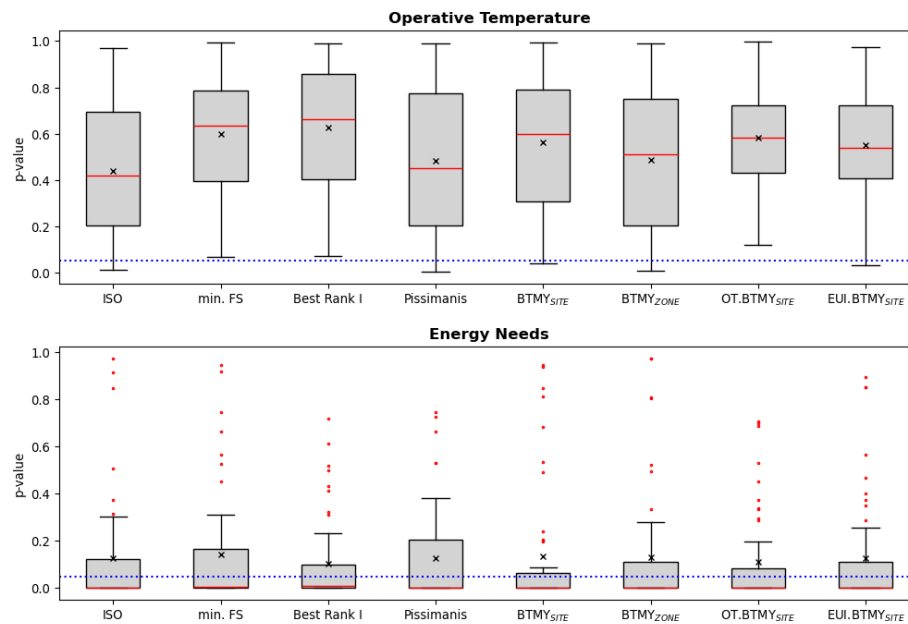 Operative Temperature
p-value
1.0
0.8
0.6
0.4
0.2
0.0
ISO min. FS Best Rank I Pissimanis BTMY_SITE BTMY_ZONE OT.BTMY_SITE EUI.BTMY_SITE
Energy Needs
p-value
1.0
0.8
0.6
0.4
0.2
0.0
ISO min. FS Best Rank I Pissimanis BTMY_SITE BTMY_ZONE OT.BTMY_SITE EUI.BTMY_SITE